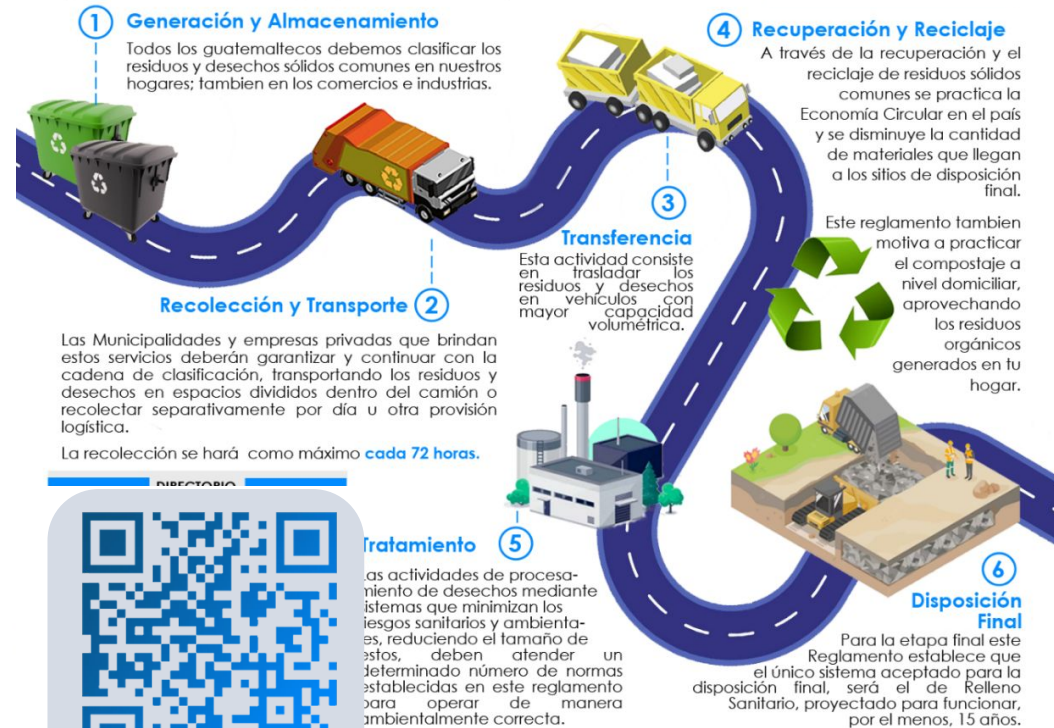 1 Generación y Almacenamiento
Todos los guatemaltecos debemos clasificar los
residuos y desechos sólidos comunes en nuestros
hogares; tambien en los comercios e industrias.
Recolección y Transporte 2
Las Municipalidades y empresas privadas que brindan
estos servicios deberán garantizar y continuar con la
cadena de clasificación, transportando los residuos y
desechos en espacios divididos dentro del camión o
recolectar separativamente por día u otra provisión
logística.
La recolección se hará como máximo cada 72 horas.
3
Transferencia
Esta actividad consiste
en trasladar los
residuos y desechos
en vehículos con
mayor capacidad
volumétrica.
4 Recuperación y Reciclaje
A través de la recuperación y el
reciclaje de residuos sólidos
comunes se practica la
Economía Circular en el país
y se disminuye la cantidad
de materiales que llegan
a los sitios de disposición
final.
Este reglamento tambien
motiva a practicar
el compostaje a
nivel domiciliar,
aprovechando
los residuos
orgánicos
generados en tu
hogar.
DIRECTORIO
Tratamiento 5
Las actividades de procesa-
miento de desechos mediante
sistemas que minimizan los
riesgos sanitarios y ambienta-
es, reduciendo el tamaño de
estos, deben atender un
determinado número de normas
establecidas en este reglamento
para operar de manera
ambientalmente correcta.
6
Disposición
Final
Para la etapa final este
Reglamento establece que
el único sistema aceptado para la
disposición final, será el de Relleno
Sanitario, proyectado para funcionar,
por el menos, 15 años.